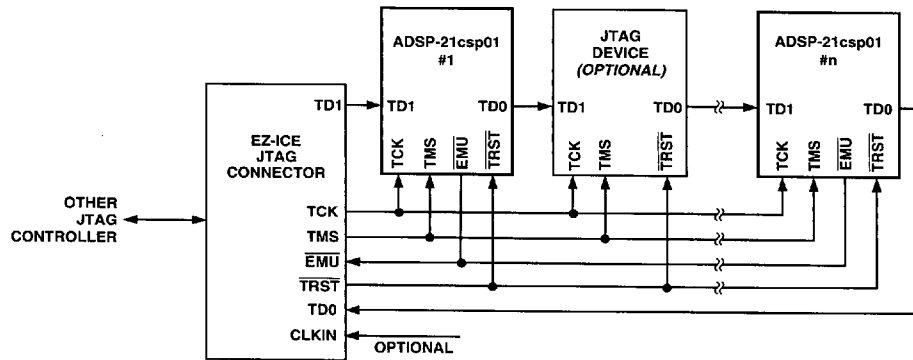 ADSP-21csp01
#1
JTAG
DEVICE
(OPTIONAL)
ADSP-21csp01
#n
TD1
TD1
TD0
TD1
TD0
TD1
TD0
TCK
TMS
EMU
TRST
TCK
TMS
TRST
TCK
TMS
EMU
TRST
EZ-ICE
JTAG
CONNECTOR
OTHER
JTAG
CONTROLLER
TCK
TMS
EMU
TRST
TD0
CLKIN
OPTIONAL